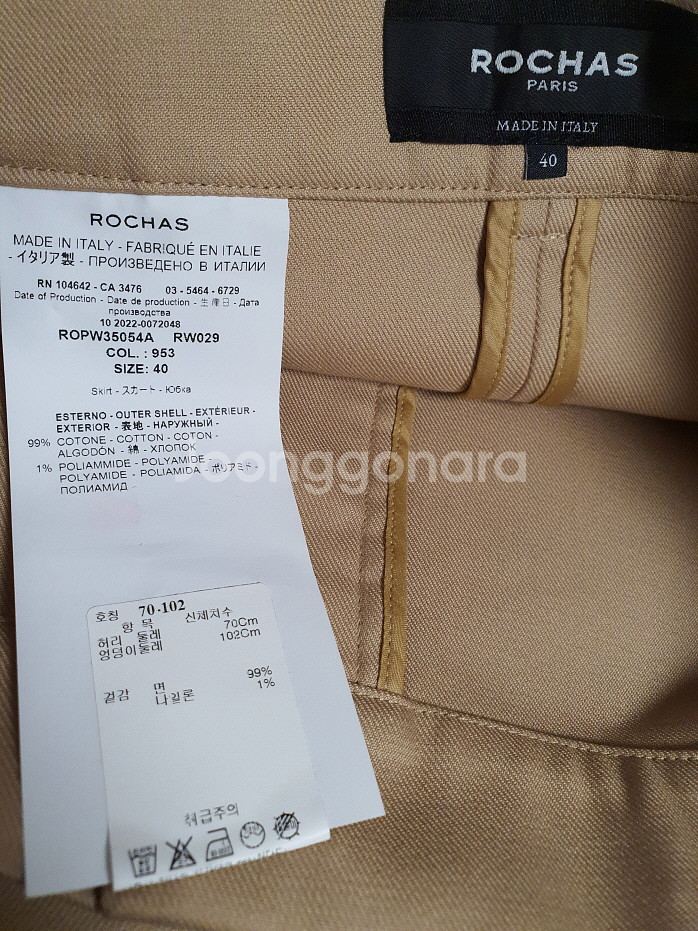 ROCHAS
PARIS
MADE IN ITALY
40
ROCHAS
MADE IN ITALY - FABRIQUÉ EN ITALIE
- イタリア製 - ПРОИЗВЕДЕНО В ИТАЛИИ
RN 104642 - CA 3476 03 - 5464 - 6729
Date of Production - Date de production - 生産日 - Дата
производства
10 2022-0072048
ROPW35054A RW029
COL. : 953
SIZE: 40
Skirt - スカート - Юбка
ESTERNO - OUTER SHELL - EXTÉRIEUR -
EXTERIOR - 表地 - НАРУЖНЫЙ -
99% COTONE - COTTON - COTON -
ALGODÓN - 綿 - ХЛОПОК
1% POLIAMMIDE - POLYAMIDE -
POLYAMIDE - POLIAMIDA - ポリアミド -
ПОЛИАМИД
joonggonara
호칭 70-102
항 목 신체치수
허리 둘레 70Cm
엉덩이둘레 102Cm
겉감 면 99%
나일론 1%
취급주의